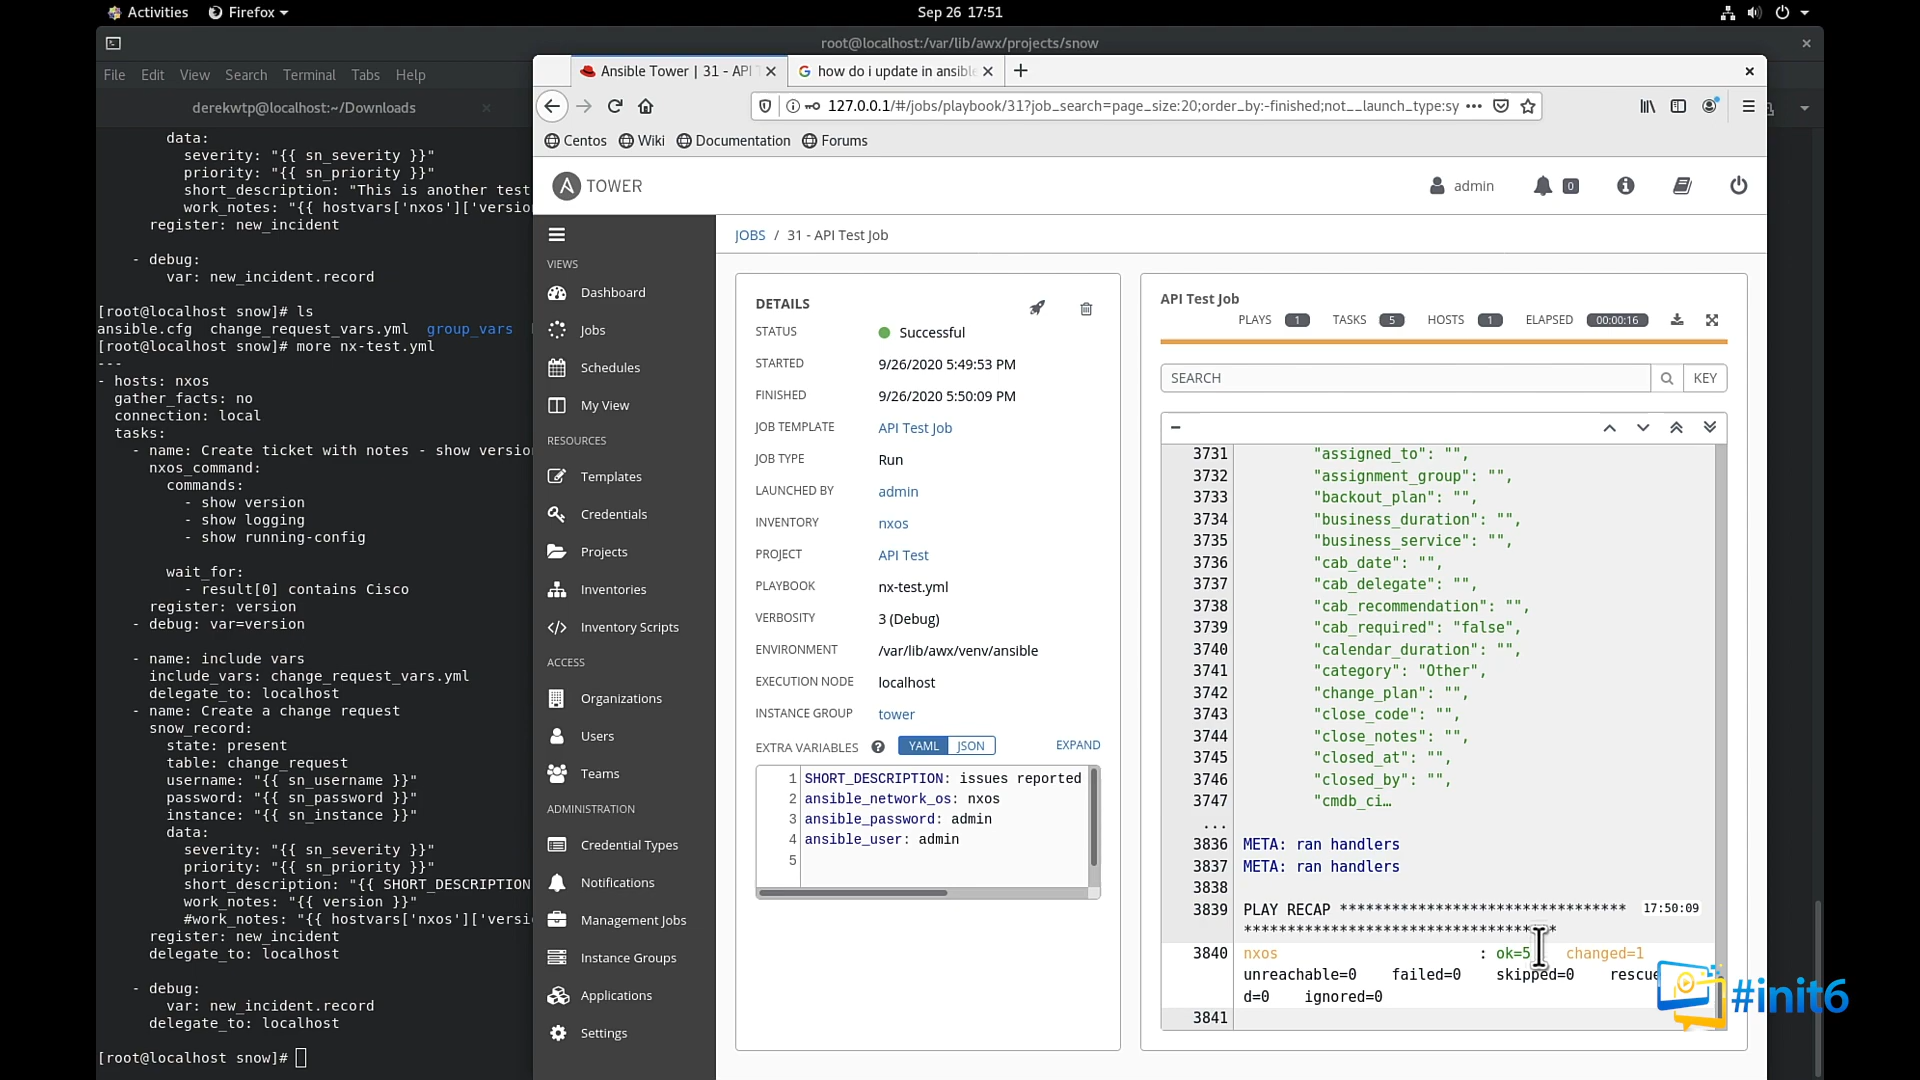 Activities
Firefox
Sep 26 17:51
root@localhost:/var/lib/awx/projects/snow
File Edit View Search Terminal Tabs Help
derekwtp@localhost:~/Downloads
data:
severity: "{{ sn_severity }}"
priority: "{{ sn_priority }}"
short_description: "This is another test
work_notes: "{{ hostvars['nxos']['versio
register: new_incident
- debug:
var: new_incident.record
[root@localhost snow]# ls
ansible.cfg change_request_vars.yml group_vars
[root@localhost snow]# more nx-test.yml
---
- hosts: nxos
gather_facts: no
connection: local
tasks:
- name: Create ticket with notes - show versio
nxos_command:
commands:
- show version
- show logging
- show running-config
wait_for:
- result[0] contains Cisco
register: version
- debug: var=version
- name: include vars
include_vars: change_request_vars.yml
delegate_to: localhost
- name: Create a change request
snow_record:
state: present
table: change_request
username: "{{ sn_username }}"
password: "{{ sn_password }}"
instance: "{{ sn_instance }}"
data:
severity: "{{ sn_severity }}"
priority: "{{ sn_priority }}"
short_description: "{{ SHORT_DESCRIPTION
work_notes: "{{ version }}"
#work_notes: "{{ hostvars['nxos']['versi
register: new_incident
delegate_to: localhost
- debug:
var: new_incident.record
delegate_to: localhost
[root@localhost snow]#
Ansible Tower | 31 - API T
how do i update in ansible
127.0.0.1/#/jobs/playbook/31?job_search=page_size:20;order_by:-finished;not__launch_type:sy
Centos Wiki Documentation Forums
A TOWER
admin
0
VIEWS
Dashboard
Jobs
Schedules
My View
RESOURCES
Templates
Credentials
Projects
Inventories
Inventory Scripts
ACCESS
Organizations
Users
Teams
ADMINISTRATION
Credential Types
Notifications
Management Jobs
Instance Groups
Applications
Settings
JOBS / 31 - API Test Job
DETAILS
STATUS Successful
STARTED 9/26/2020 5:49:53 PM
FINISHED 9/26/2020 5:50:09 PM
JOB TEMPLATE API Test Job
JOB TYPE Run
LAUNCHED BY admin
INVENTORY nxos
PROJECT API Test
PLAYBOOK nx-test.yml
VERBOSITY 3 (Debug)
ENVIRONMENT /var/lib/awx/venv/ansible
EXECUTION NODE localhost
INSTANCE GROUP tower
EXTRA VARIABLES ? YAML JSON EXPAND
1 SHORT_DESCRIPTION: issues reported
2 ansible_network_os: nxos
3 ansible_password: admin
4 ansible_user: admin
5
API Test Job
PLAYS 1 TASKS 5 HOSTS 1 ELAPSED 00:00:16
SEARCH KEY
3731 "assigned_to": "",
3732 "assignment_group": "",
3733 "backout_plan": "",
3734 "business_duration": "",
3735 "business_service": "",
3736 "cab_date": "",
3737 "cab_delegate": "",
3738 "cab_recommendation": "",
3739 "cab_required": "false",
3740 "calendar_duration": "",
3741 "category": "Other",
3742 "change_plan": "",
3743 "close_code": "",
3744 "close_notes": "",
3745 "closed_at": "",
3746 "closed_by": "",
3747 "cmdb_ci…
...
3836 META: ran handlers
3837 META: ran handlers
3838
3839 PLAY RECAP ********************************* 17:50:09
************************************
3840 nxos : ok=5 changed=1
unreachable=0 failed=0 skipped=0 rescue
d=0 ignored=0
3841
#init6